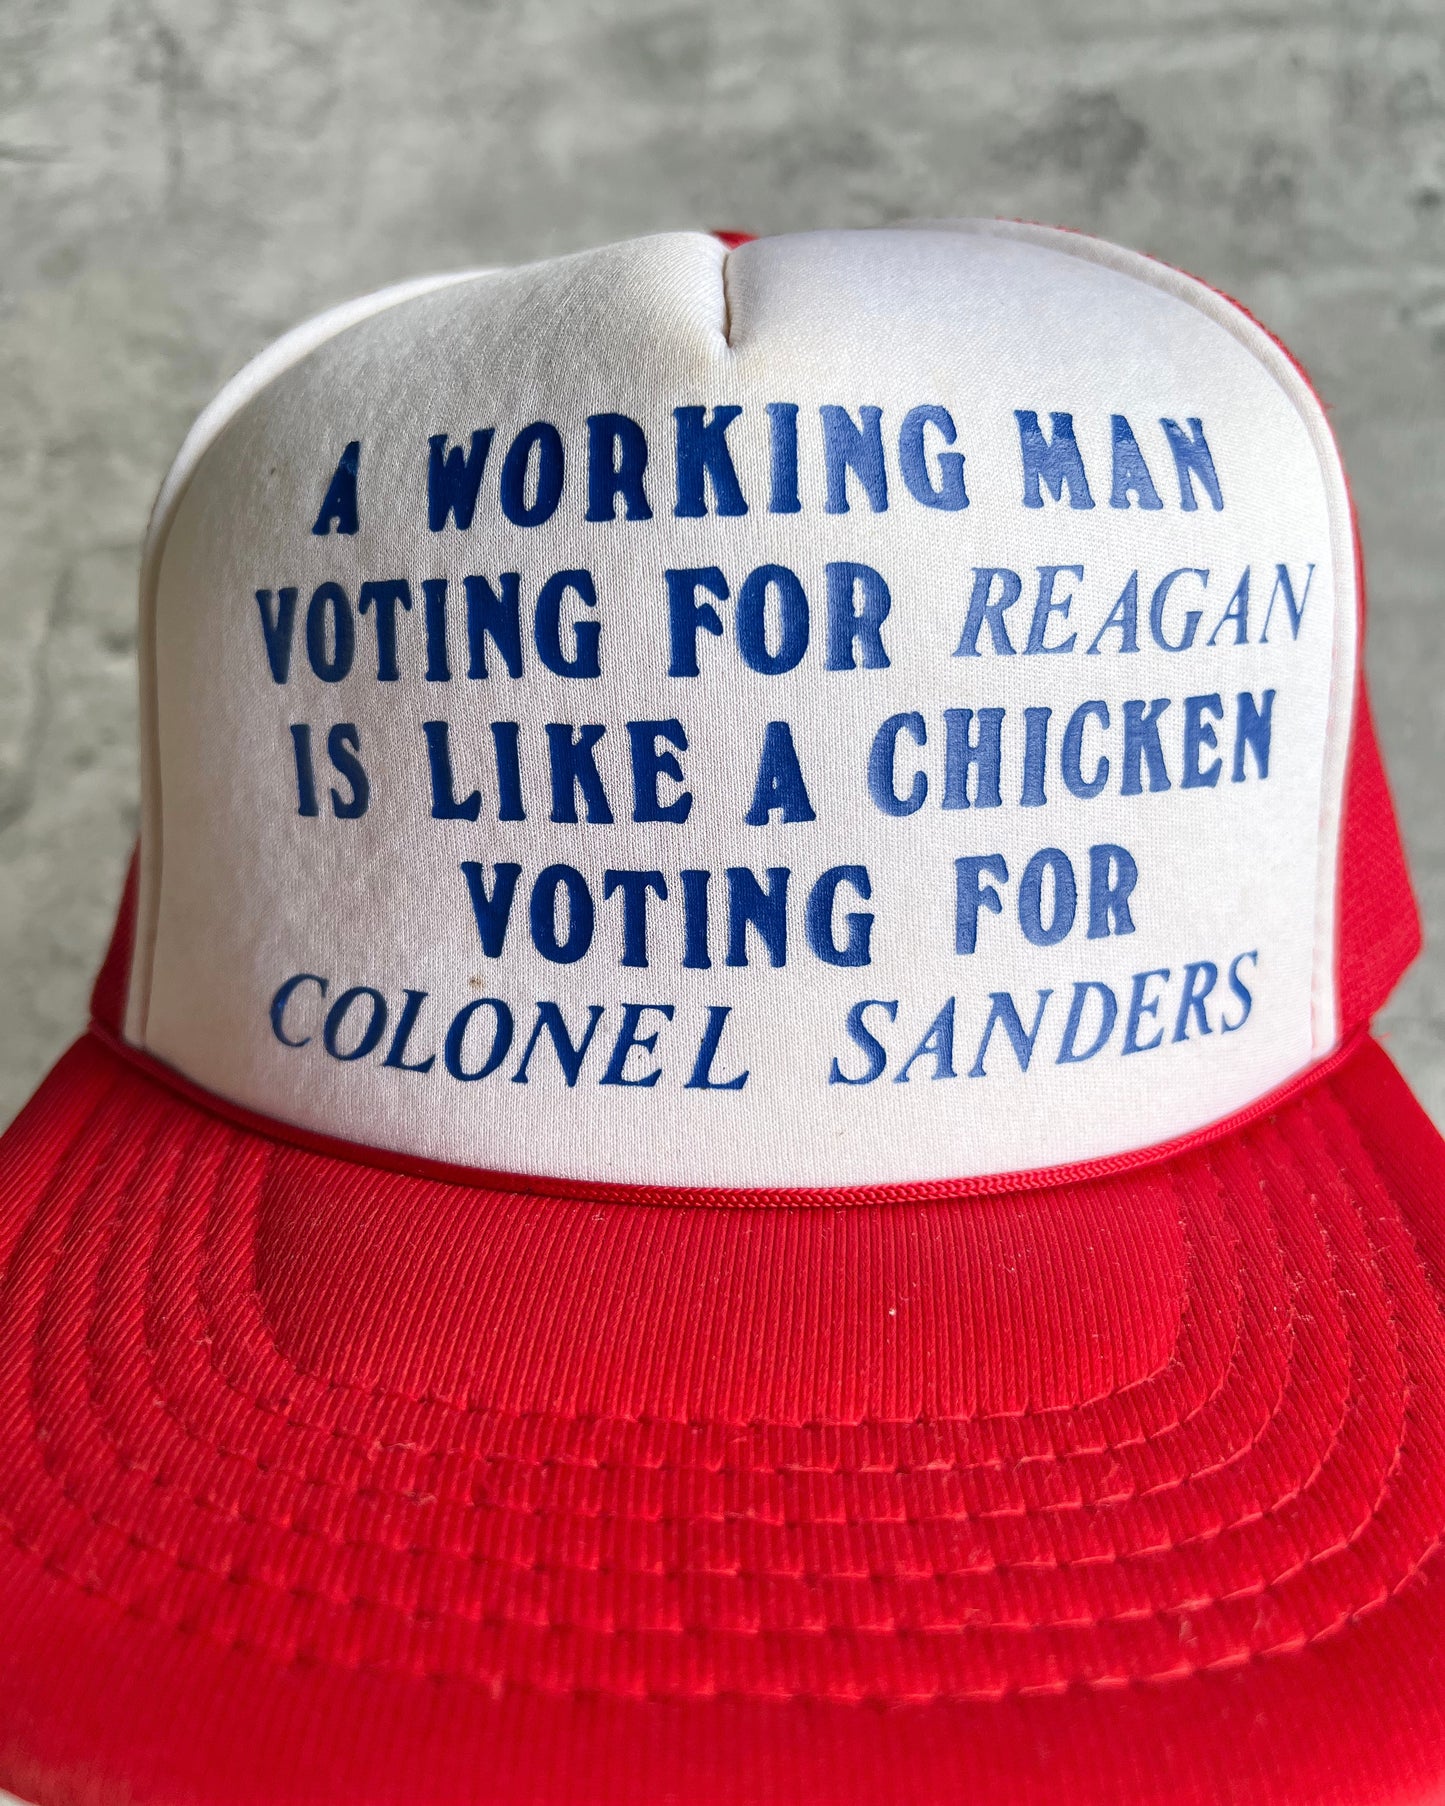 A WORKING MAN
VOTING FOR REAGAN
IS LIKE A CHICKEN
VOTING FOR
COLONEL SANDERS